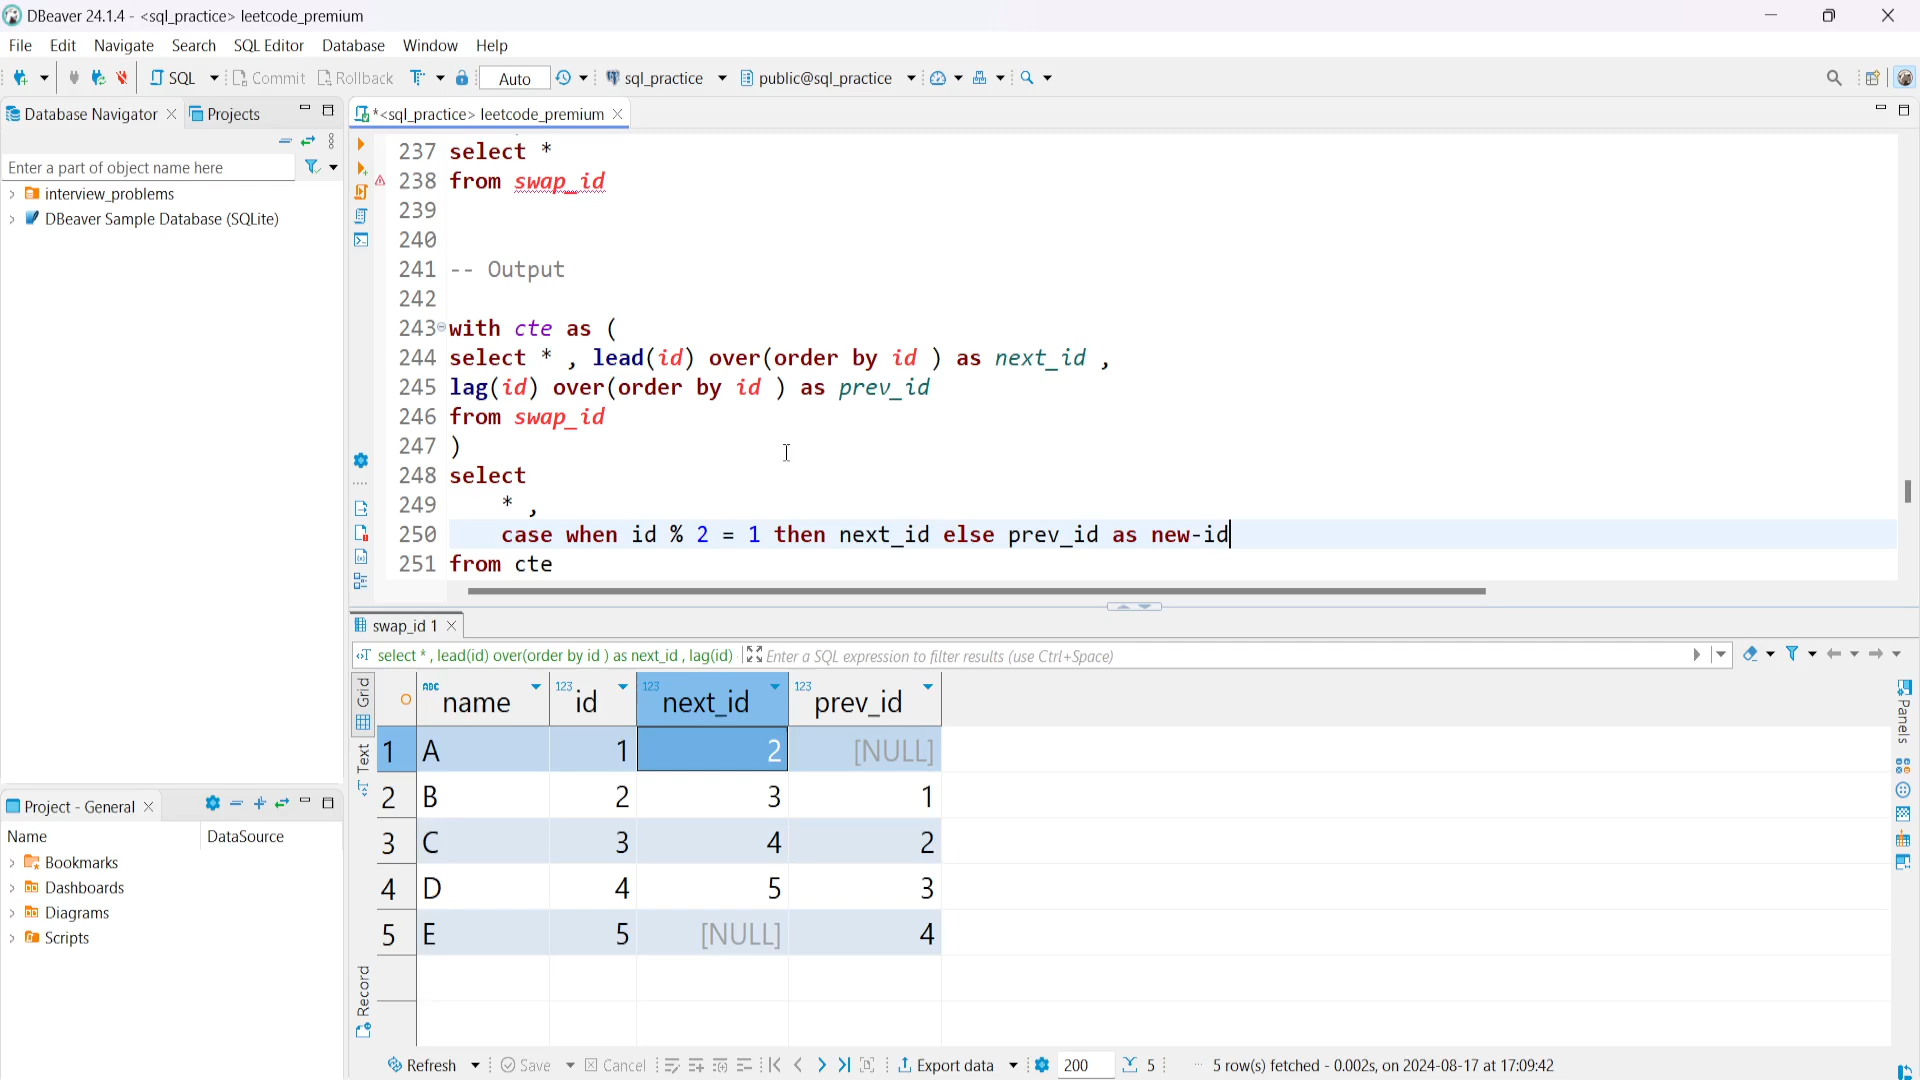 DBeaver 24.1.4 - <sql_practice> leetcode_premium
File Edit Navigate Search SQL Editor Database Window Help
SQL Commit Rollback Auto sql_practice public@sql_practice
Database Navigator Projects
*<sql_practice> leetcode_premium
Enter a part of object name here
interview_problems
DBeaver Sample Database (SQLite)
237 select *
238 from swap_id
239
240
241 -- Output
242
243 with cte as (
244 select * , lead(id) over(order by id ) as next_id ,
245 lag(id) over(order by id ) as prev_id
246 from swap_id
247 )
248 select
249 * ,
250 case when id % 2 = 1 then next_id else prev_id as new-id
251 from cte
swap_id 1
select * , lead(id) over(order by id ) as next_id , lag(id) Enter a SQL expression to filter results (use Ctrl+Space)
Grid
Text
Record
Panels
ABC name 123 id 123 next_id 123 prev_id
1 A 1 2 [NULL]
2 B 2 3 1
3 C 3 4 2
4 D 4 5 3
5 E 5 [NULL] 4
Project - General
Name DataSource
Bookmarks
Dashboards
Diagrams
Scripts
Refresh Save Cancel Export data 200 5 5 row(s) fetched - 0.002s, on 2024-08-17 at 17:09:42